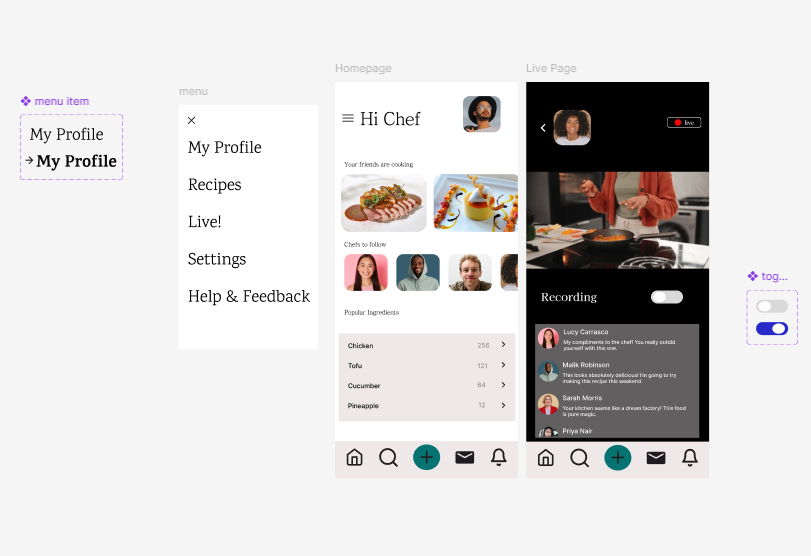 Homepage
Live Page
menu
menu item
My Profile
My Profile
My Profile
Recipes
Live!
Settings
Help & Feedback
Hi Chef
Your friends are cooking
Chefs to follow
Popular Ingredients
Chicken 256
Tofu 121
Cucumber 64
Pineapple 12
live
Recording
Lucy Carrasco
My compliments to the chef! You really outdid
yourself with this one.
Malik Robinson
This looks absolutely delicious! I'm going to try
making this recipe this weekend.
Sarah Morris
Your kitchen seems like a dream factory! This food
is pure magic.
Priya Nair
tog...